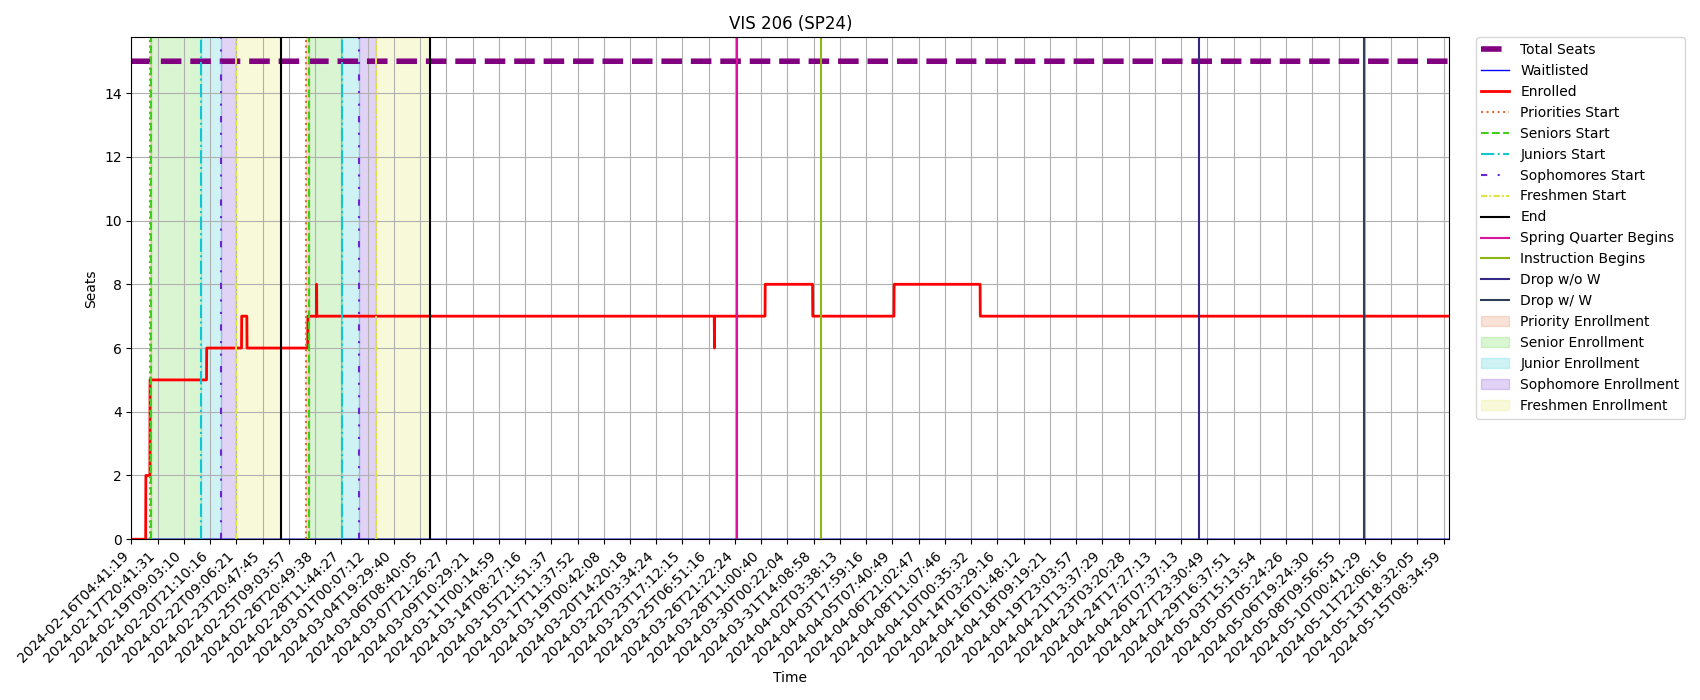 VIS 206 (SP24)
Seats
14
12
10
8
6
4
2
0
2024-02-16T04:41:19
2024-02-17T20:41:31
2024-02-19T09:03:10
2024-02-20T21:10:16
2024-02-22T09:06:21
2024-02-23T20:47:45
2024-02-25T09:03:57
2024-02-26T20:49:38
2024-02-28T11:44:27
2024-03-01T00:07:12
2024-03-04T19:29:40
2024-03-06T08:40:05
2024-03-07T21:26:27
2024-03-09T10:29:21
2024-03-11T00:14:59
2024-03-14T08:27:16
2024-03-15T21:51:37
2024-03-17T11:37:52
2024-03-19T00:42:08
2024-03-20T14:20:18
2024-03-22T03:34:24
2024-03-23T17:12:15
2024-03-25T06:51:16
2024-03-26T21:22:24
2024-03-28T11:00:40
2024-03-30T00:22:04
2024-03-31T14:08:58
2024-04-02T03:38:13
2024-04-03T17:59:16
2024-04-05T07:40:49
2024-04-06T21:02:47
2024-04-08T11:07:46
2024-04-10T00:35:32
2024-04-14T03:29:16
2024-04-16T01:48:12
2024-04-18T09:19:21
2024-04-19T23:03:57
2024-04-21T13:37:29
2024-04-23T03:20:28
2024-04-24T17:27:13
2024-04-26T07:37:13
2024-04-27T23:30:49
2024-04-29T16:37:51
2024-05-03T15:13:54
2024-05-05T05:24:26
2024-05-06T19:24:30
2024-05-08T09:56:55
2024-05-10T00:41:29
2024-05-11T22:06:16
2024-05-13T18:32:05
2024-05-15T08:34:59
Time
Total Seats
Waitlisted
Enrolled
Priorities Start
Seniors Start
Juniors Start
Sophomores Start
Freshmen Start
End
Spring Quarter Begins
Instruction Begins
Drop w/o W
Drop w/ W
Priority Enrollment
Senior Enrollment
Junior Enrollment
Sophomore Enrollment
Freshmen Enrollment